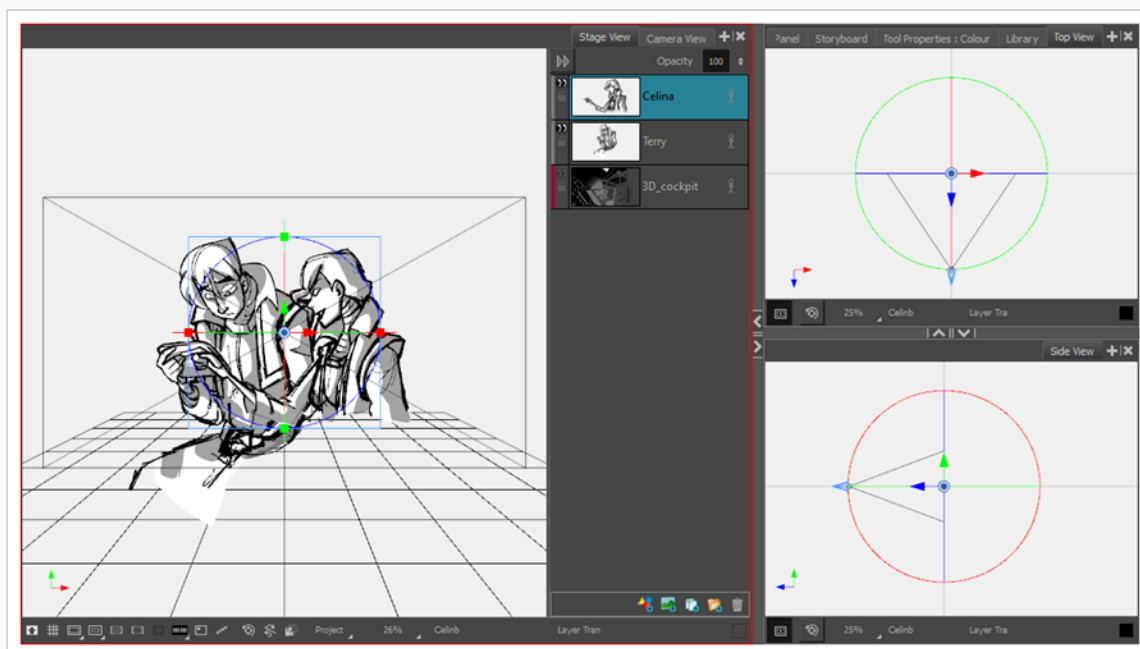 Stage View Camera View
Opacity 100
Celina
Terry
3D_cockpit
Project 26% Celinb Layer Tran
Panel Storyboard Tool Properties : Colour Library Top View
25% Celinb Layer Tra
Side View
25% Celinb Layer Tra